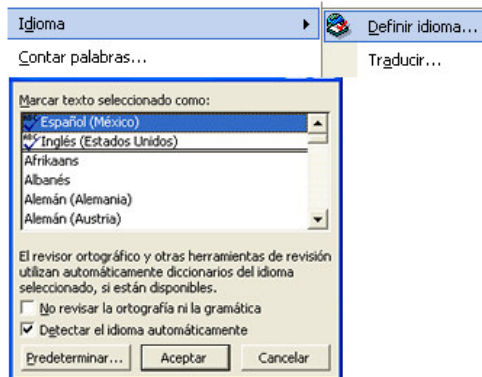 Idioma
Definir idioma...
Contar palabras...
Traducir...
Marcar texto seleccionado como:
ABC Español (México)
ABC Inglés (Estados Unidos)
Afrikaans
Albanés
Alemán (Alemania)
Alemán (Austria)
El revisor ortográfico y otras herramientas de revisión
utilizan automáticamente diccionarios del idioma
seleccionado, si están disponibles.
No revisar la ortografía ni la gramática
Detectar el idioma automáticamente
Predeterminar... Aceptar Cancelar